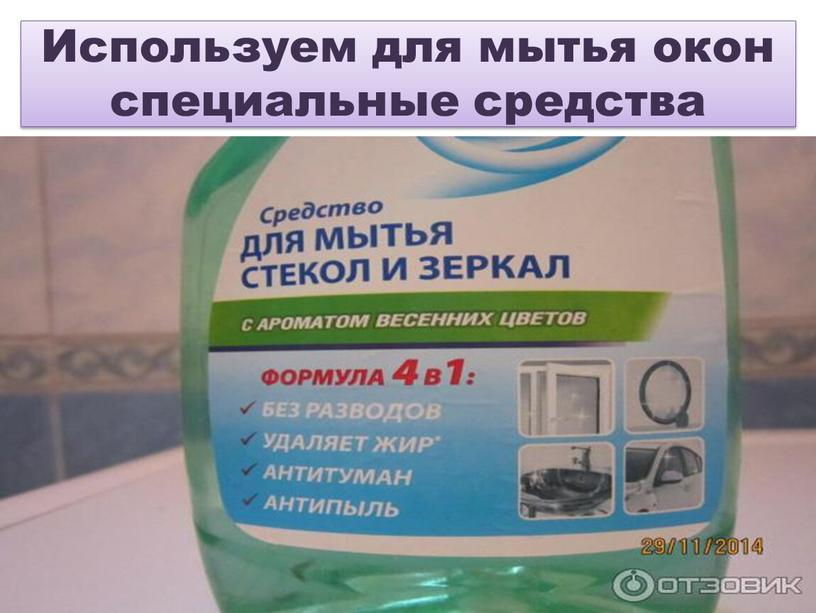 Используем для мытья окон
специальные средства
Средство
ДЛЯ МЫТЬЯ
СТЕКОЛ И ЗЕРКАЛ
С АРОМАТОМ ВЕСЕННИХ ЦВЕТОВ
ФОРМУЛА 4 В 1:
БЕЗ РАЗВОДОВ
УДАЛЯЕТ ЖИР*
АНТИТУМАН
АНТИПЫЛЬ
29/11/2014
ОТЗОВИК